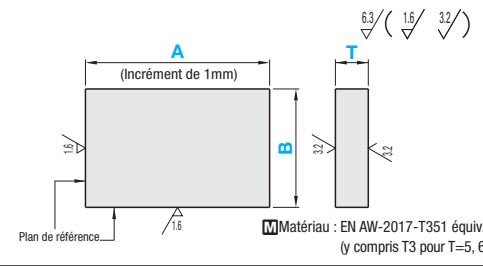 6.3 ( 1.6 3.2 )
A
(Incrément de 1mm)
T
B
1.6
3.2
3.2
1.6
Plan de référence
M Matériau : EN AW-2017-T351 équiv.
(y compris T3 pour T=5, 6